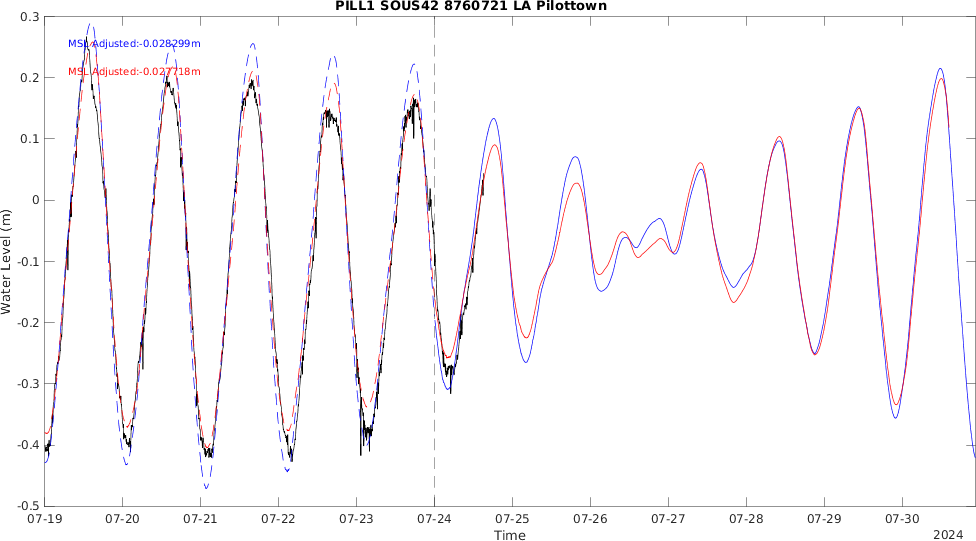 PILL1 SOUS42 8760721 LA Pilottown
0.3
0.2
0.1
0
-0.1
-0.2
-0.3
-0.4
-0.5
Water Level (m)
MSL Adjusted:-0.028299m
MSL Adjusted:-0.027718m
07-19 07-20 07-21 07-22 07-23 07-24 07-25 07-26 07-27 07-28 07-29 07-30
Time
2024